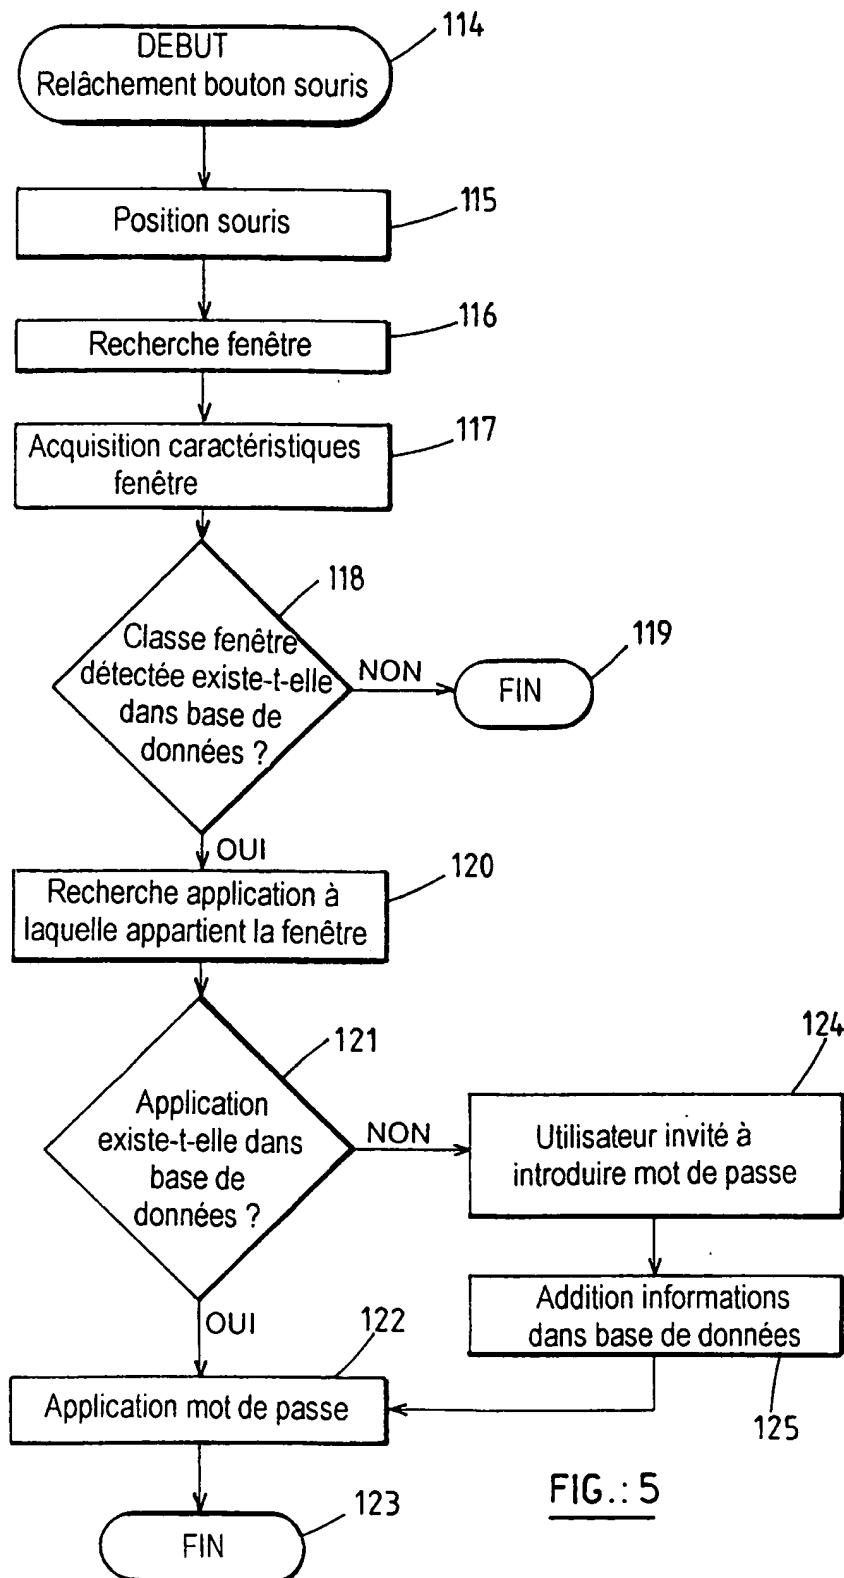 DEBUT
Relâchement bouton souris
114
Position souris
115
Recherche fenêtre
116
Acquisition caractéristiques
fenêtre
117
118
Classe fenêtre
détectée existe-t-elle
dans base de
données ?
NON
FIN
119
OUI
Recherche application à
laquelle appartient la fenêtre
120
121
Application
existe-t-elle dans
base de
données ?
NON
124
Utilisateur invité à
introduire mot de passe
Addition informations
dans base de données
125
OUI
122
Application mot de passe
FIN
123
FIG.: 5